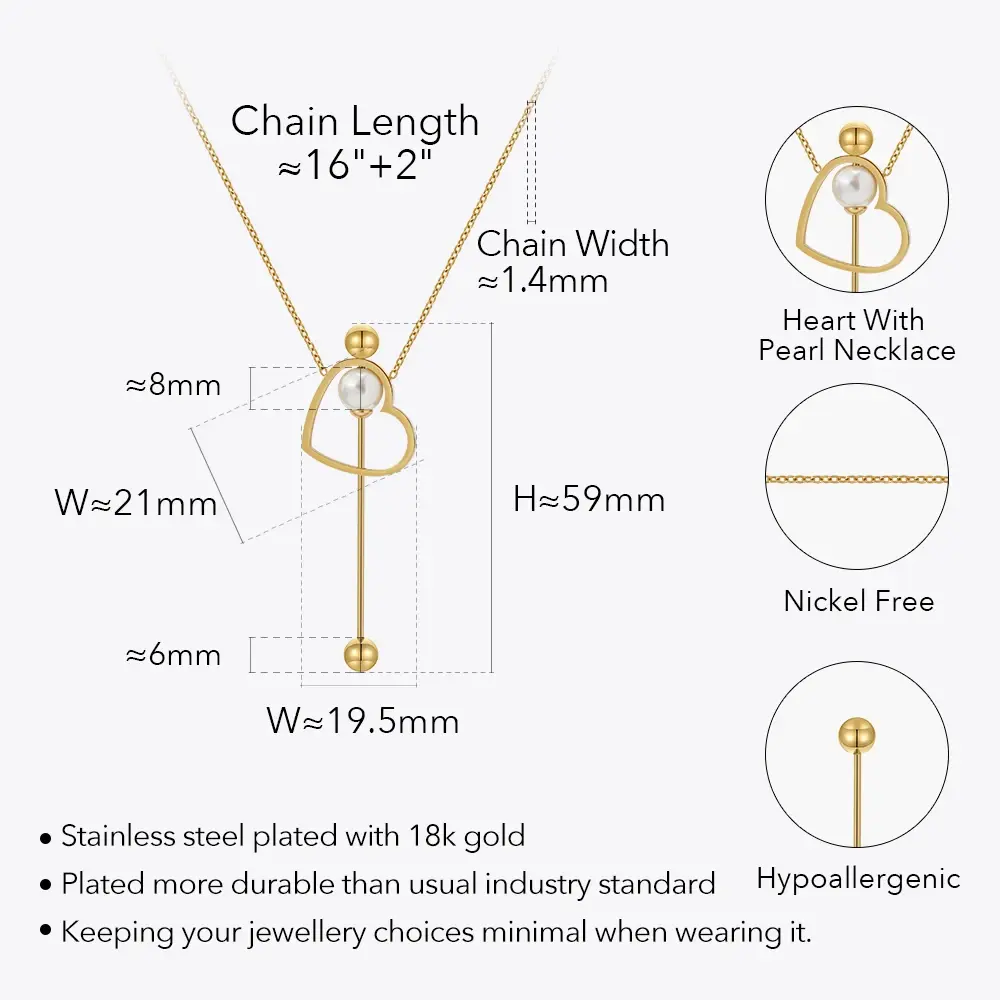 Chain Length
≈16"+2"
Chain Width
≈1.4mm
≈8mm
W≈21mm
H≈59mm
≈6mm
W≈19.5mm
Heart With
Pearl Necklace
Nickel Free
Hypoallergenic
• Stainless steel plated with 18k gold
• Plated more durable than usual industry standard
• Keeping your jewellery choices minimal when wearing it.